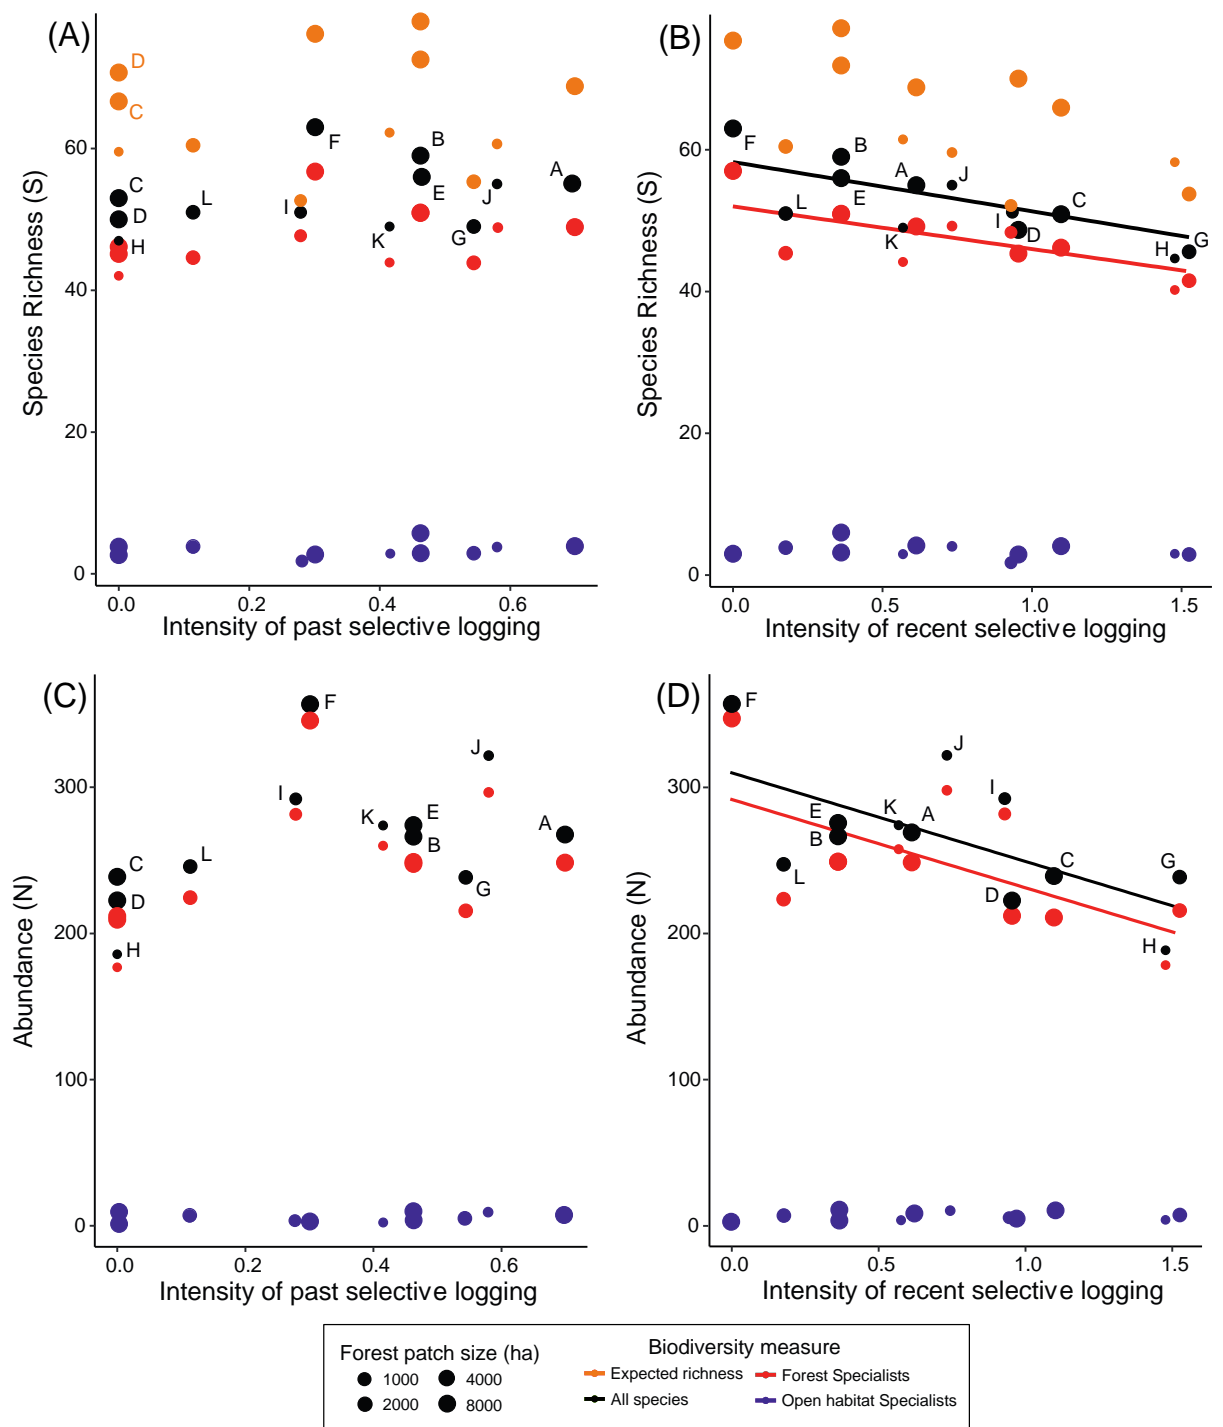 (A)
Species Richness (S)
60
40
20
0
D
C
C
D
H
L
I
F
K
B
E
G
J
A
0.0 0.2 0.4 0.6
Intensity of past selective logging
(B)
Species Richness (S)
60
40
20
0
F
L
B
E
A
K
J
I
D
C
H
G
0.0 0.5 1.0 1.5
Intensity of recent selective logging
(C)
Abundance (N)
300
200
100
0
C
D
H
L
I
F
K
E
B
G
J
A
0.0 0.2 0.4 0.6
Intensity of past selective logging
(D)
Abundance (N)
300
200
100
0
F
L
E
B
K
A
J
I
D
C
H
G
0.0 0.5 1.0 1.5
Intensity of recent selective logging
Forest patch size (ha)
1000 4000
2000 8000
Biodiversity measure
Expected richness Forest Specialists
All species Open habitat Specialists